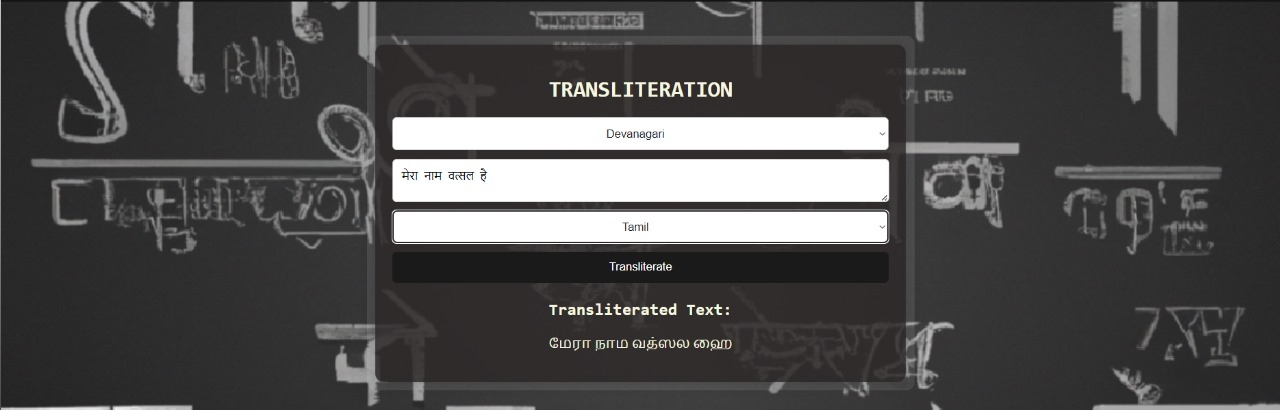 TRANSLITERATION
Devanagari
मेरा नाम वत्सल है
Tamil
Transliterate
Transliterated Text:
மேரா நாம வத்ஸல ஹை